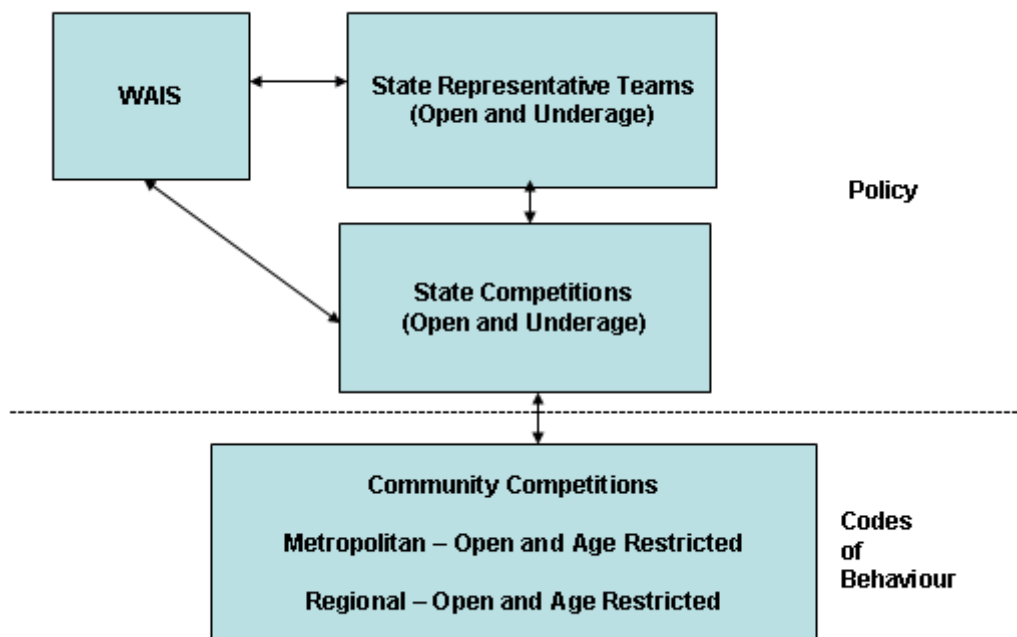 WAIS
State Representative Teams
(Open and Underage)
Policy
State Competitions
(Open and Underage)
Community Competitions
Metropolitan – Open and Age Restricted
Regional – Open and Age Restricted
Codes
of
Behaviour